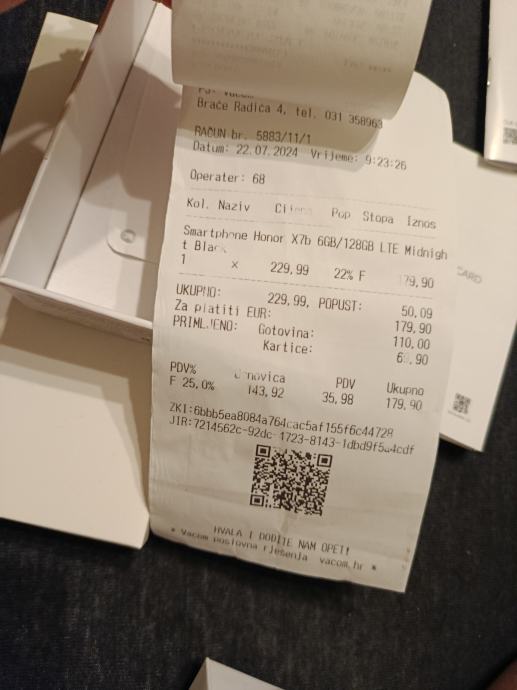 Braće Radića 4, tel. 031 358963
RAČUN br. 5883/11/1
Datum: 22.07.2024 Vrijeme: 9:23:26
Operater: 68
Kol. Naziv Pop Stopa Iznos
Smartphone Honor X7b 6GB/128GB LTE Midnigh
t
1 x 229,99 22% F 79,90
UKUPNO: 229,99, POPUST: 50,09
Za platiti EUR: 179,90
PRIMLJENO: Gotovina: 110,00
Kartice:
PDV% PDV Ukupno
F 25,0% 143,92 35,98 179,90
ZKI:6bbb5ea8084a764cac5af155f6c44728
JIR:7214562c-92dc-1723-8143-1dbd9f5a4cdf
HVALA I DOĐITE NAM OPET!
* Vacom poslovna rješenja vacom.hr *